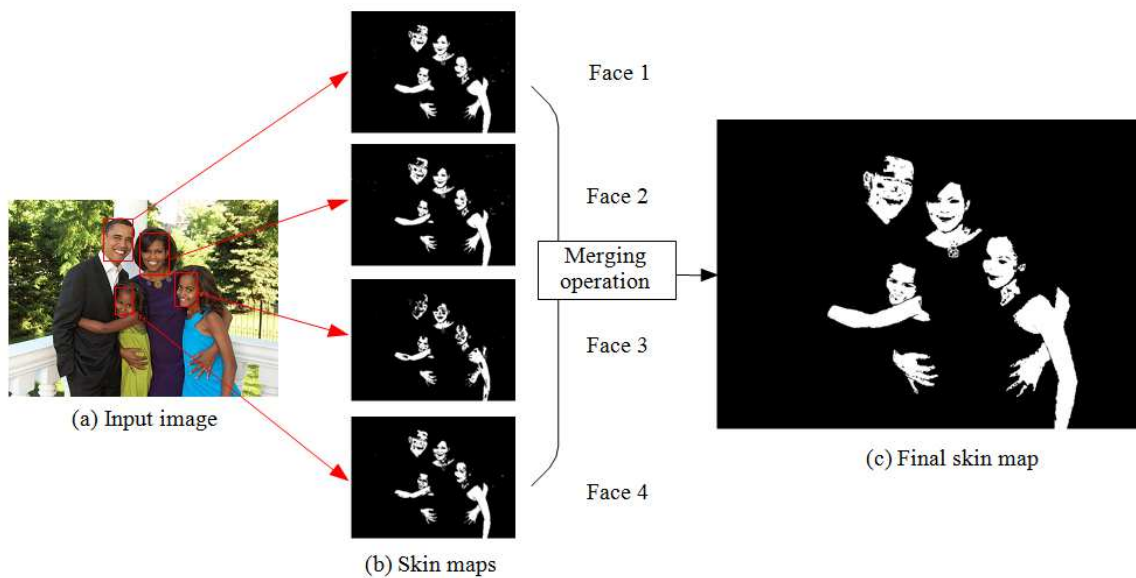 Face 1
Face 2
Merging
operation
Face 3
Face 4
(a) Input image
(b) Skin maps
(c) Final skin map